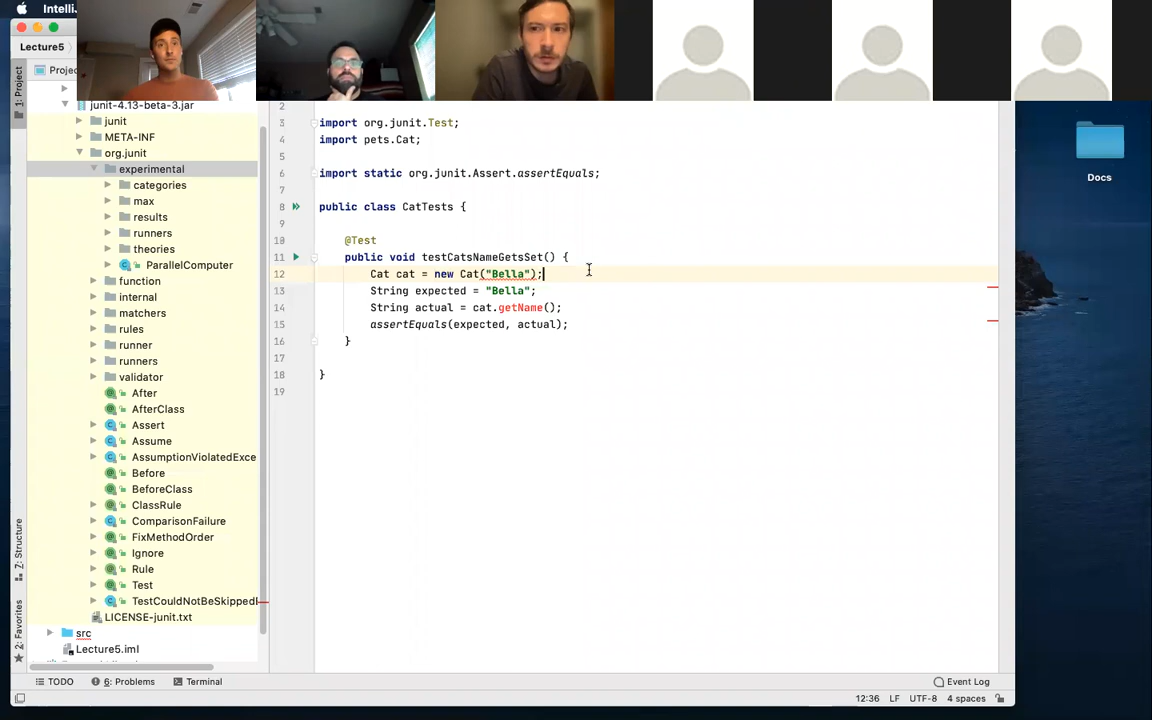 IntelliJ
Lecture5
1: Project
Projec
junit-4.13-beta-3.jar
junit
META-INF
org.junit
experimental
categories
max
results
runners
theories
ParallelComputer
function
internal
matchers
rules
runner
runners
validator
After
AfterClass
Assert
Assume
AssumptionViolatedExce
Before
BeforeClass
ClassRule
ComparisonFailure
FixMethodOrder
Ignore
Rule
Test
TestCouldNotBeSkippedE
LICENSE-junit.txt
src
Lecture5.iml
7: Structure
2: Favorites
2
3 import org.junit.Test;
4 import pets.Cat;
5
6 import static org.junit.Assert.assertEquals;
7
8 public class CatTests {
9
10 @Test
11 public void testCatsNameGetsSet() {
12 Cat cat = new Cat("Bella");
13 String expected = "Bella";
14 String actual = cat.getName();
15 assertEquals(expected, actual);
16 }
17
18 }
19
Docs
TODO 6: Problems Terminal Event Log
12:36 LF UTF-8 4 spaces